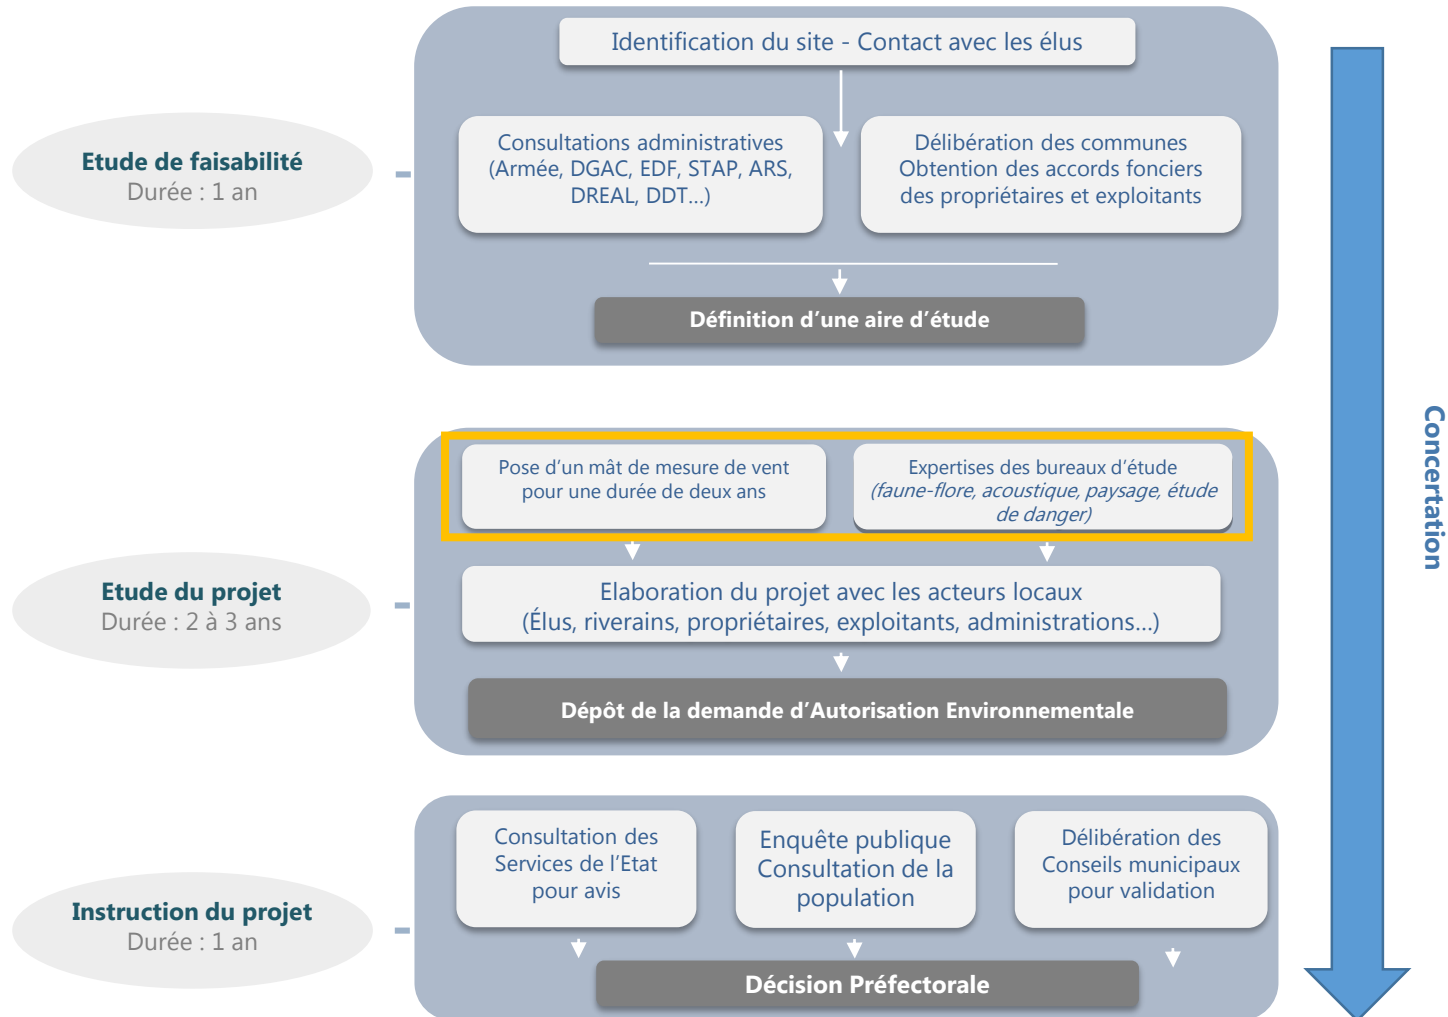 Identification du site - Contact avec les élus
Etude de faisabilité
Durée : 1 an
Consultations administratives
(Armée, DGAC, EDF, STAP, ARS,
DREAL, DDT...)
Délibération des communes
Obtention des accords fonciers
des propriétaires et exploitants
Définition d’une aire d’étude
Concertation
Etude du projet
Durée : 2 à 3 ans
Pose d’un mât de mesure de vent
pour une durée de deux ans
Expertises des bureaux d’étude
(faune-flore, acoustique, paysage, étude
de danger)
Elaboration du projet avec les acteurs locaux
(Élus, riverains, propriétaires, exploitants, administrations...)
Dépôt de la demande d’Autorisation Environnementale
Instruction du projet
Durée : 1 an
Consultation des
Services de l’Etat
pour avis
Enquête publique
Consultation de la
population
Délibération des
Conseils municipaux
pour validation
Décision Préfectorale